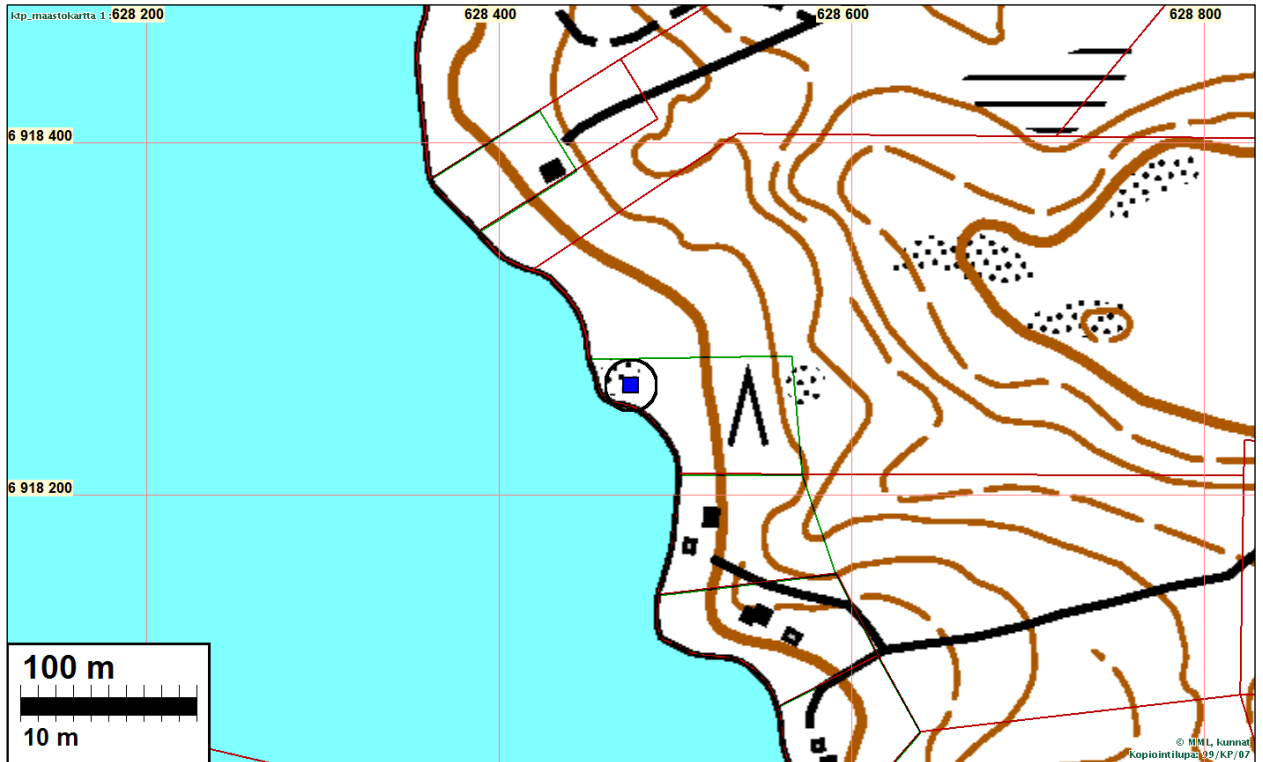 ktp_maastokartta 1 :
628 200
628 400
628 600
628 800
6 918 400
6 918 200
100 m
10 m
© MML, kunnat
Kopiointilupa: 99/KP/07